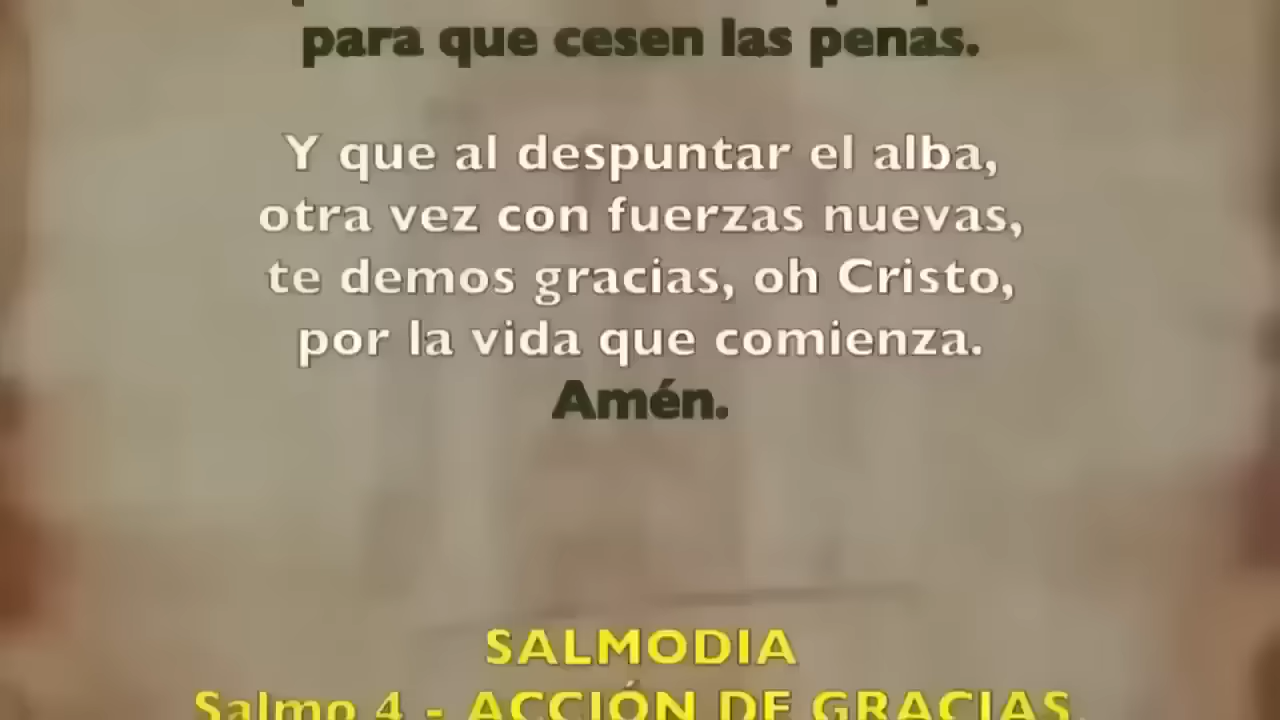 para que cesen las penas.
Y que al despuntar el alba,
otra vez con fuerzas nuevas,
te demos gracias, oh Cristo,
por la vida que comienza.
Amén.
SALMODIA
Salmo 4 - ACCIÓN DE GRACIAS.